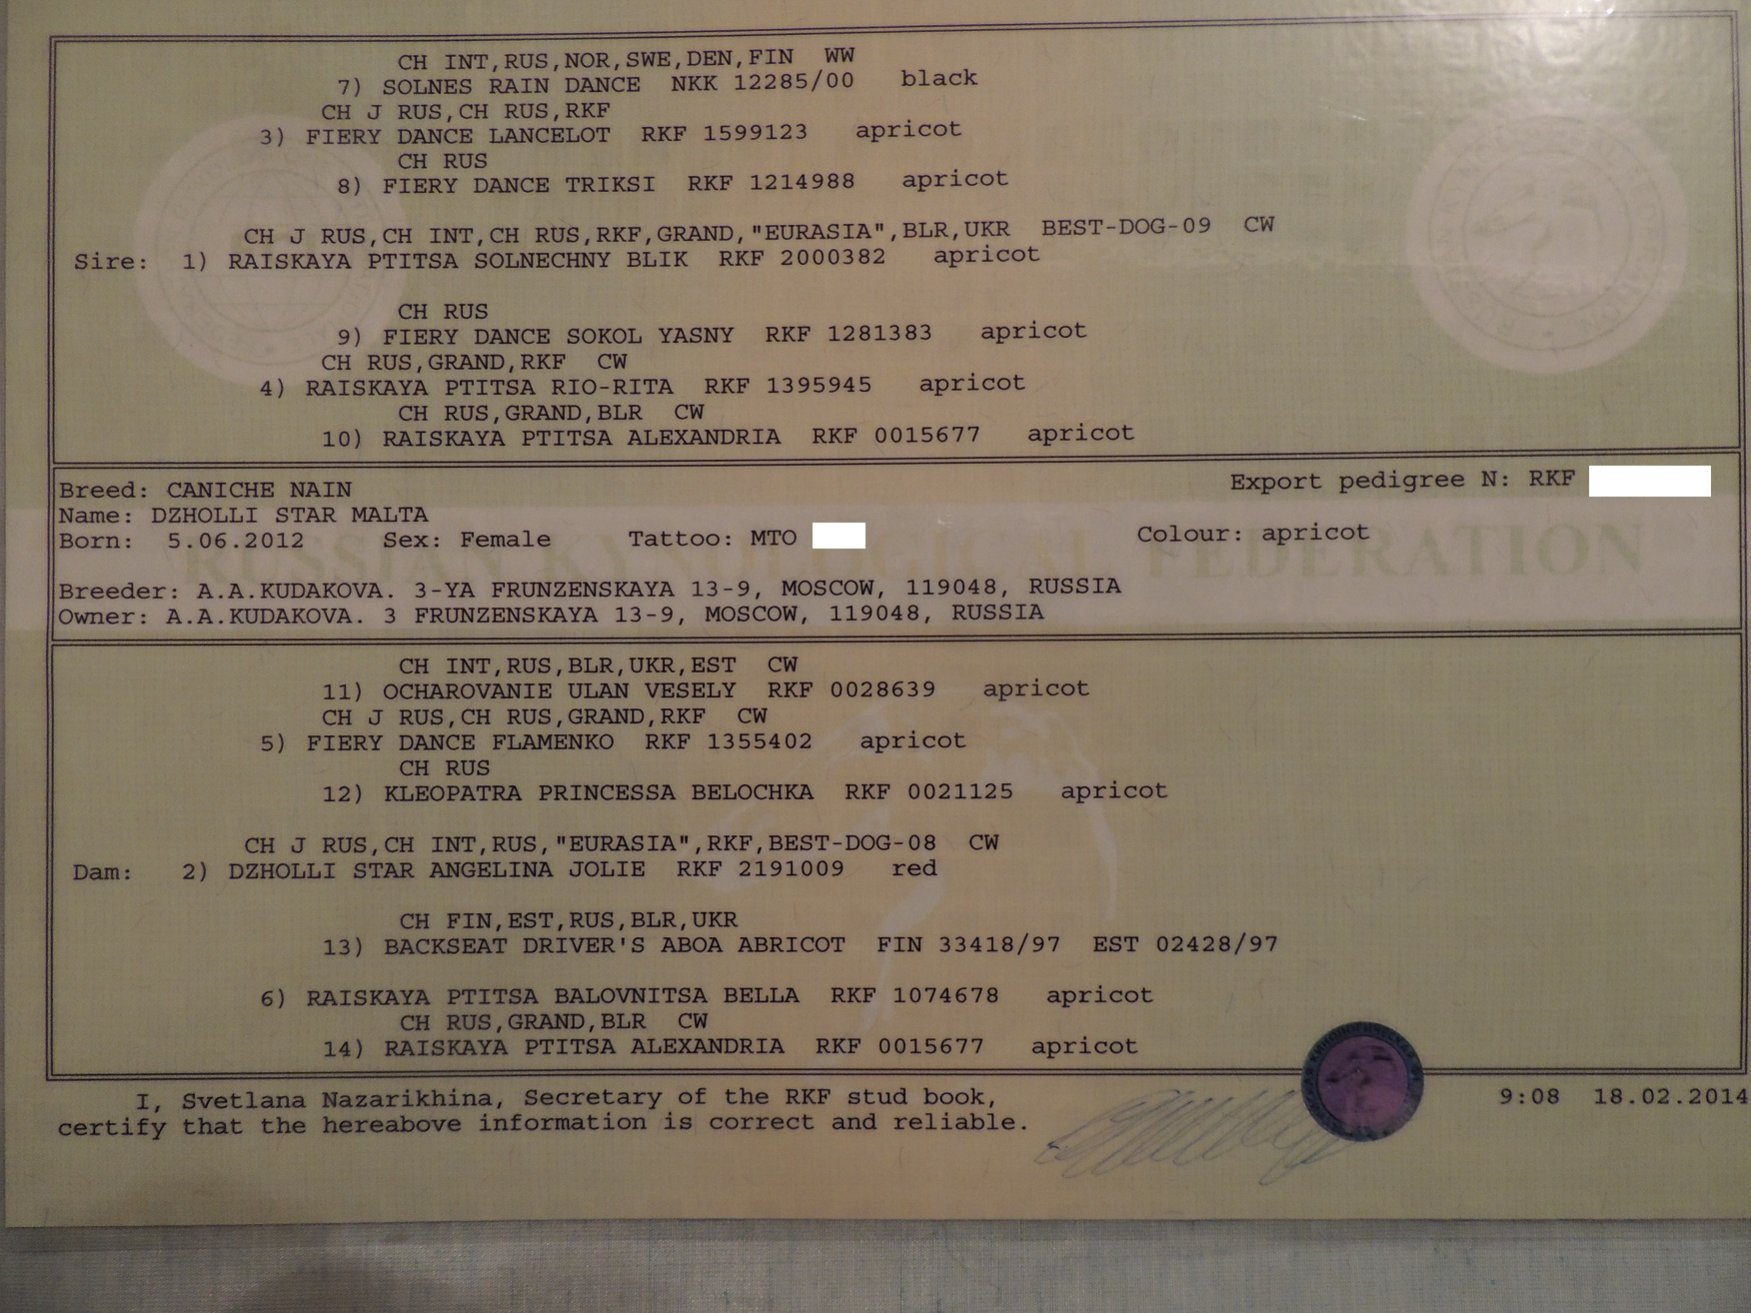 CH INT,RUS,NOR,SWE,DEN,FIN WW
7) SOLNES RAIN DANCE NKK 12285/00 black
CH J RUS,CH RUS,RKF
3) FIERY DANCE LANCELOT RKF 1599123 apricot
CH RUS
8) FIERY DANCE TRIKSI RKF 1214988 apricot
CH J RUS,CH INT,CH RUS,RKF,GRAND,"EURASIA",BLR,UKR BEST-DOG-09 CW
Sire: 1) RAISKAYA PTITSA SOLNECHNY BLIK RKF 2000382 apricot
CH RUS
9) FIERY DANCE SOKOL YASNY RKF 1281383 apricot
CH RUS,GRAND,RKF CW
4) RAISKAYA PTITSA RIO-RITA RKF 1395945 apricot
CH RUS,GRAND,BLR CW
10) RAISKAYA PTITSA ALEXANDRIA RKF 0015677 apricot
Breed: CANICHE NAIN Export pedigree N: RKF
Name: DZHOLLI STAR MALTA
Born: 5.06.2012 Sex: Female Tattoo: MTO Colour: apricot
RUSSIAN KYNOLOGICAL FEDERATION
Breeder: A.A.KUDAKOVA. 3-YA FRUNZENSKAYA 13-9, MOSCOW, 119048, RUSSIA
Owner: A.A.KUDAKOVA. 3 FRUNZENSKAYA 13-9, MOSCOW, 119048, RUSSIA
CH INT,RUS,BLR,UKR,EST CW
11) OCHAROVANIE ULAN VESELY RKF 0028639 apricot
CH J RUS,CH RUS,GRAND,RKF CW
5) FIERY DANCE FLAMENKO RKF 1355402 apricot
CH RUS
12) KLEOPATRA PRINCESSA BELOCHKA RKF 0021125 apricot
CH J RUS,CH INT,RUS,"EURASIA",RKF,BEST-DOG-08 CW
Dam: 2) DZHOLLI STAR ANGELINA JOLIE RKF 2191009 red
CH FIN,EST,RUS,BLR,UKR
13) BACKSEAT DRIVER'S ABOA ABRICOT FIN 33418/97 EST 02428/97
6) RAISKAYA PTITSA BALOVNITSA BELLA RKF 1074678 apricot
CH RUS,GRAND,BLR CW
14) RAISKAYA PTITSA ALEXANDRIA RKF 0015677 apricot
I, Svetlana Nazarikhina, Secretary of the RKF stud book, 9:08 18.02.2014
certify that the hereabove information is correct and reliable.